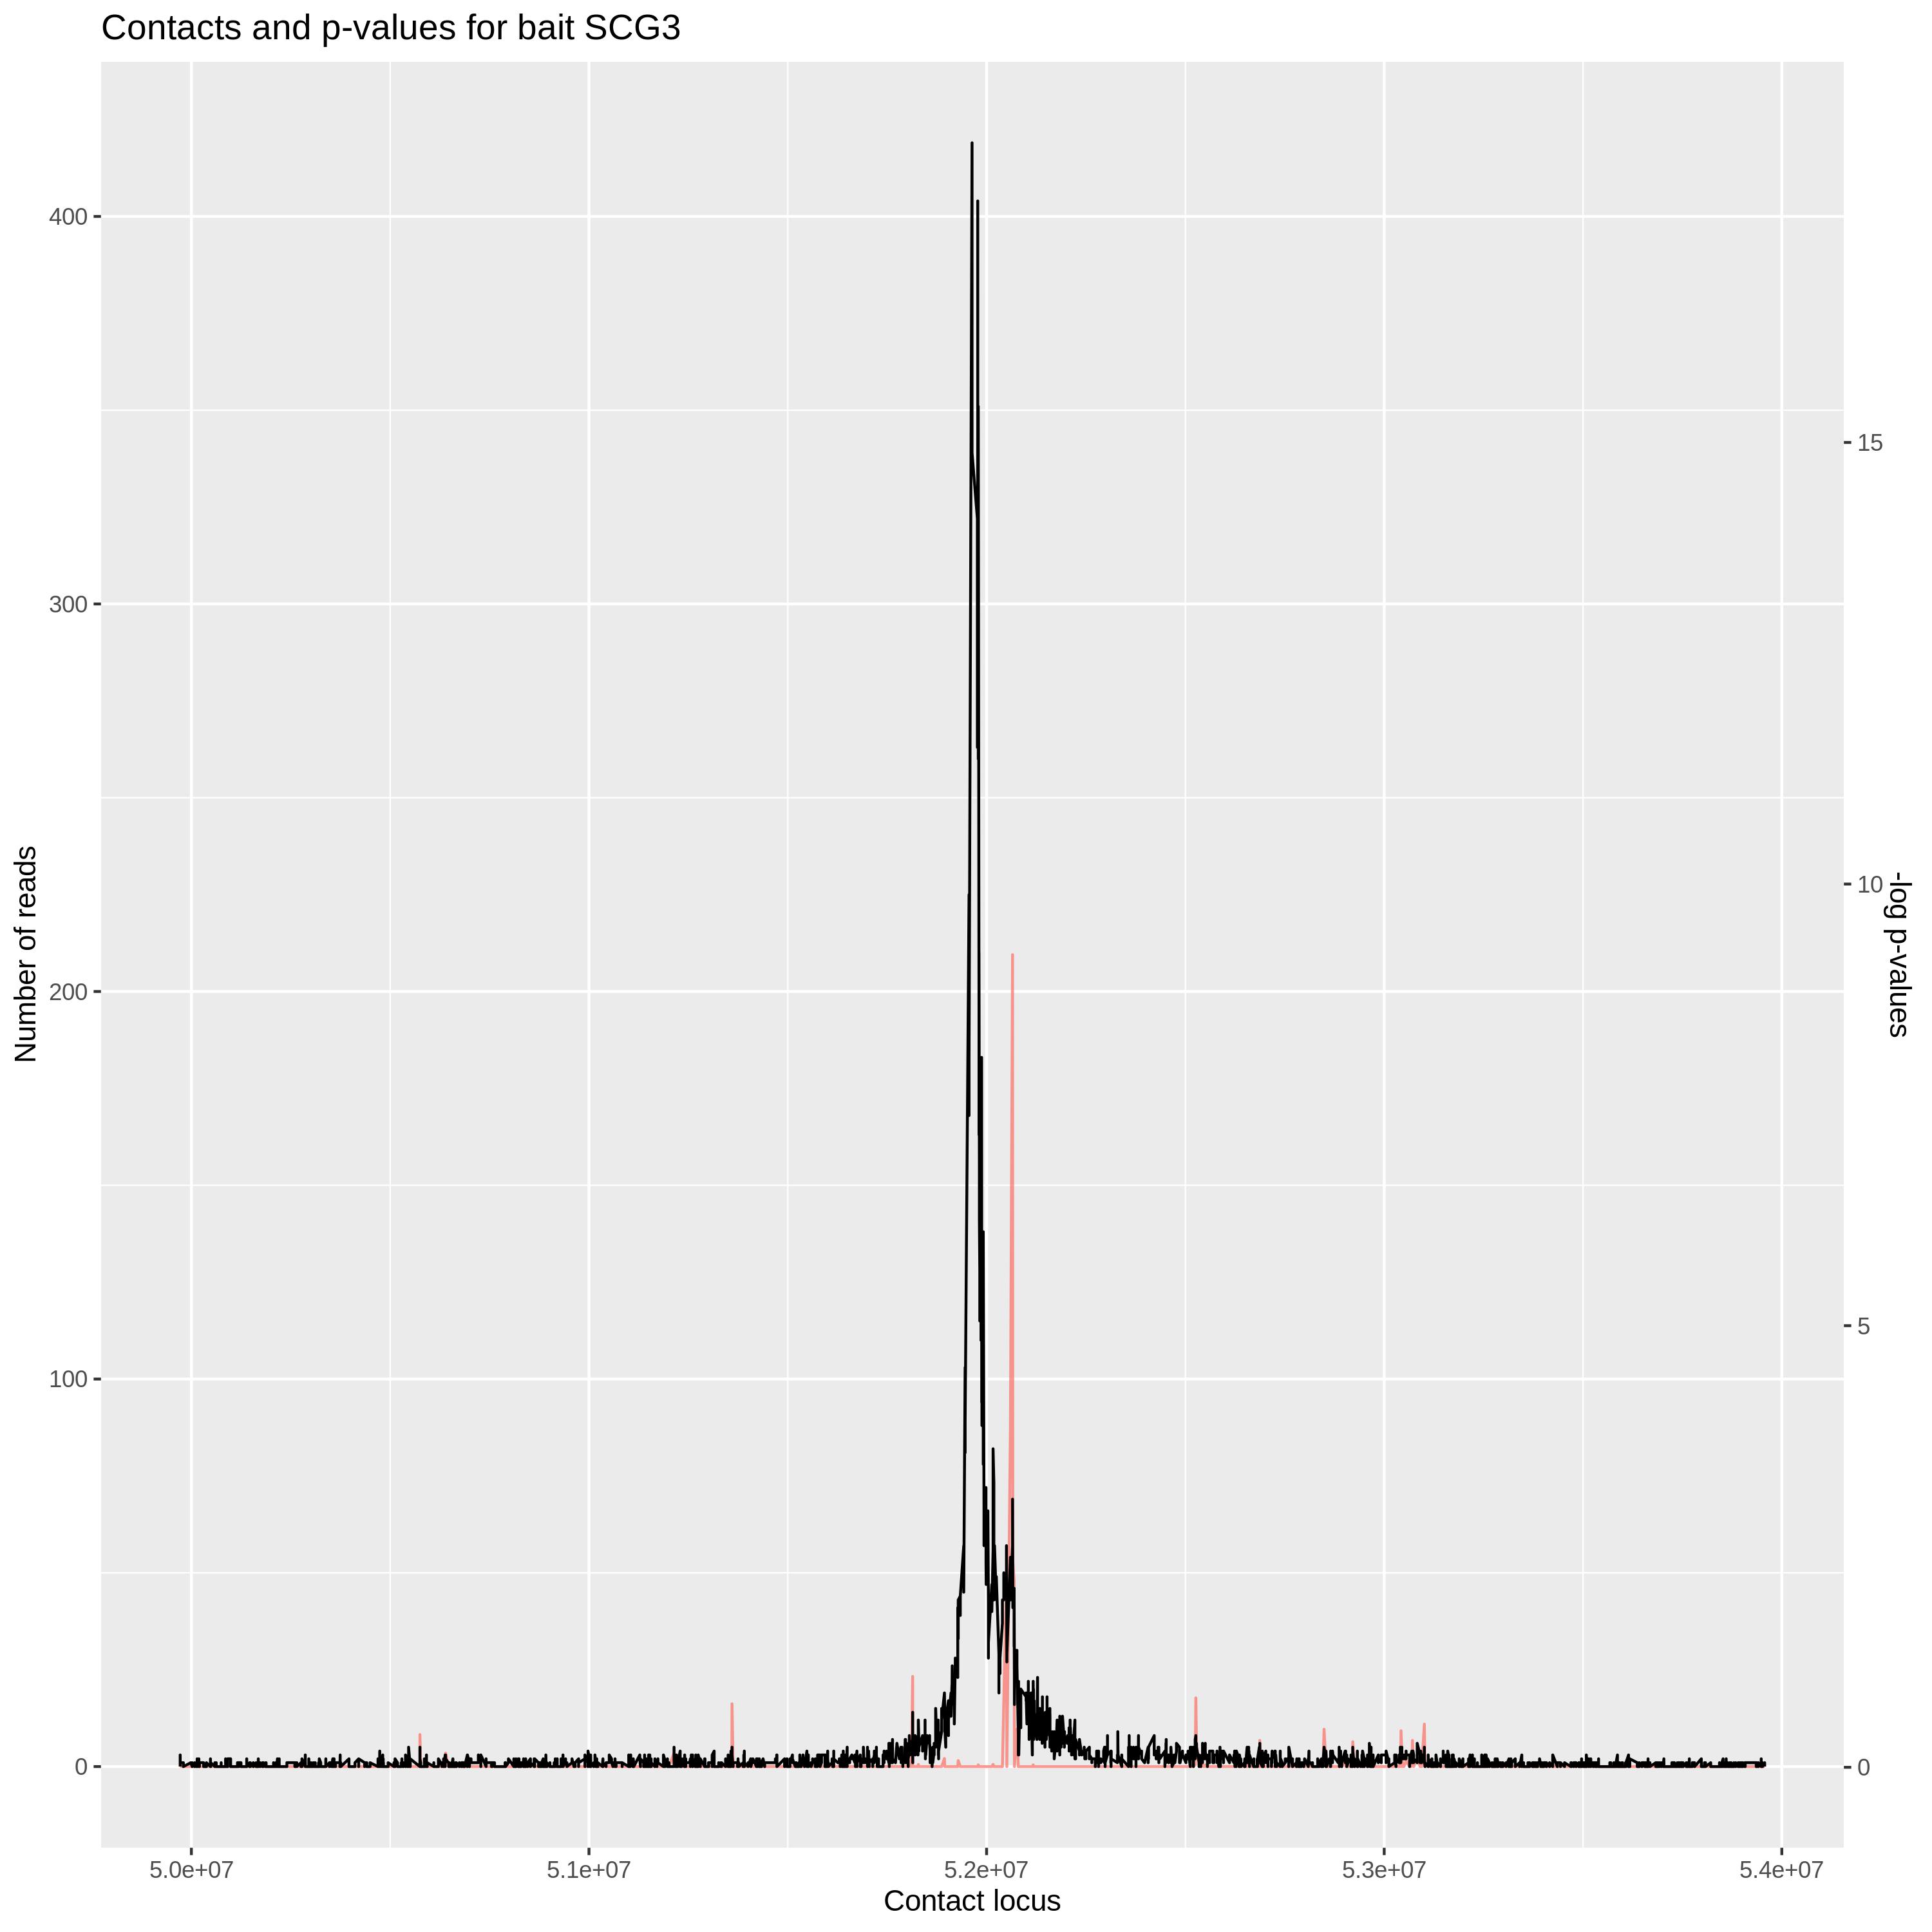 Contacts and p-values for bait SCG3
400
300
200
100
0
Number of reads
15
10
5
0
-log p-values
5.0e+07
5.1e+07
5.2e+07
5.3e+07
5.4e+07
Contact locus